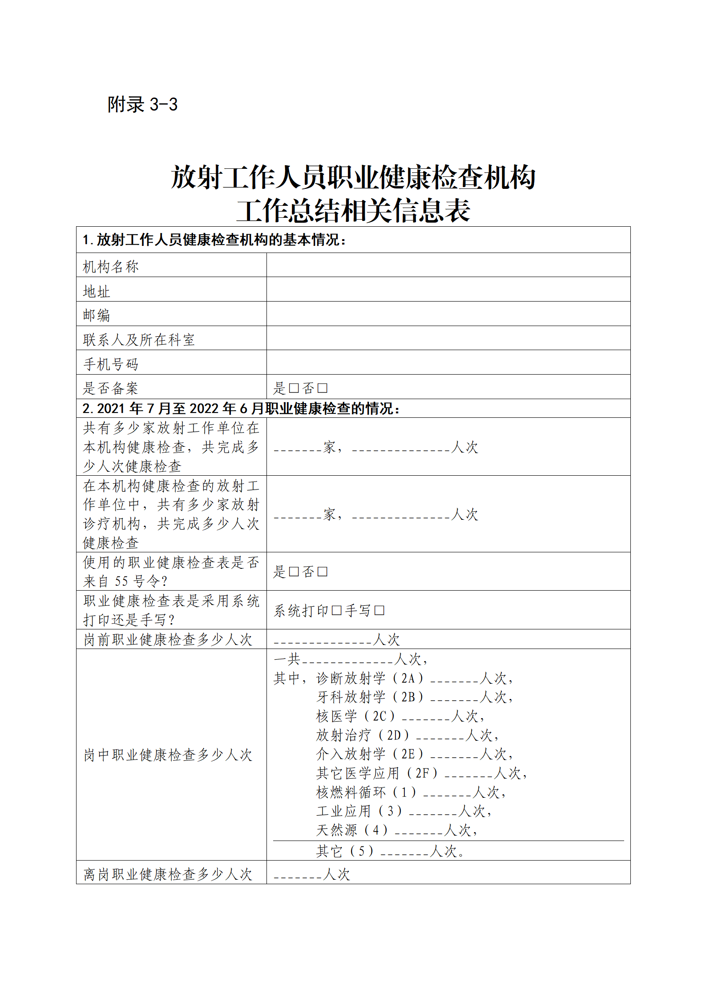 附录 3-3
放射工作人员职业健康检查机构
工作总结相关信息表
1.放射工作人员健康检查机构的基本情况：
机构名称
地址
邮编
联系人及所在科室
手机号码
是否备案
是□否□
2.2021 年 7 月至 2022 年 6 月职业健康检查的情况：
共有多少家放射工作单位在
本机构健康检查，共完成多
少人次健康检查
_______家，______________人次
在本机构健康检查的放射工
作单位中，共有多少家放射
诊疗机构，共完成多少人次
健康检查
_______家，______________人次
使用的职业健康检查表是否
来自 55 号令？
是□否□
职业健康检查表是采用系统
打印还是手写？
系统打印□手写□
岗前职业健康检查多少人次
______________人次
岗中职业健康检查多少人次
一共_____________人次，
其中，诊断放射学（2A）_______人次，
牙科放射学（2B）_______人次，
核医学（2C）_______人次，
放射治疗（2D）_______人次，
介入放射学（2E）_______人次，
其它医学应用（2F）_______人次，
核燃料循环（1）_______人次，
工业应用（3）_______人次，
天然源（4）_______人次，
其它（5）_______人次。
离岗职业健康检查多少人次
_______人次